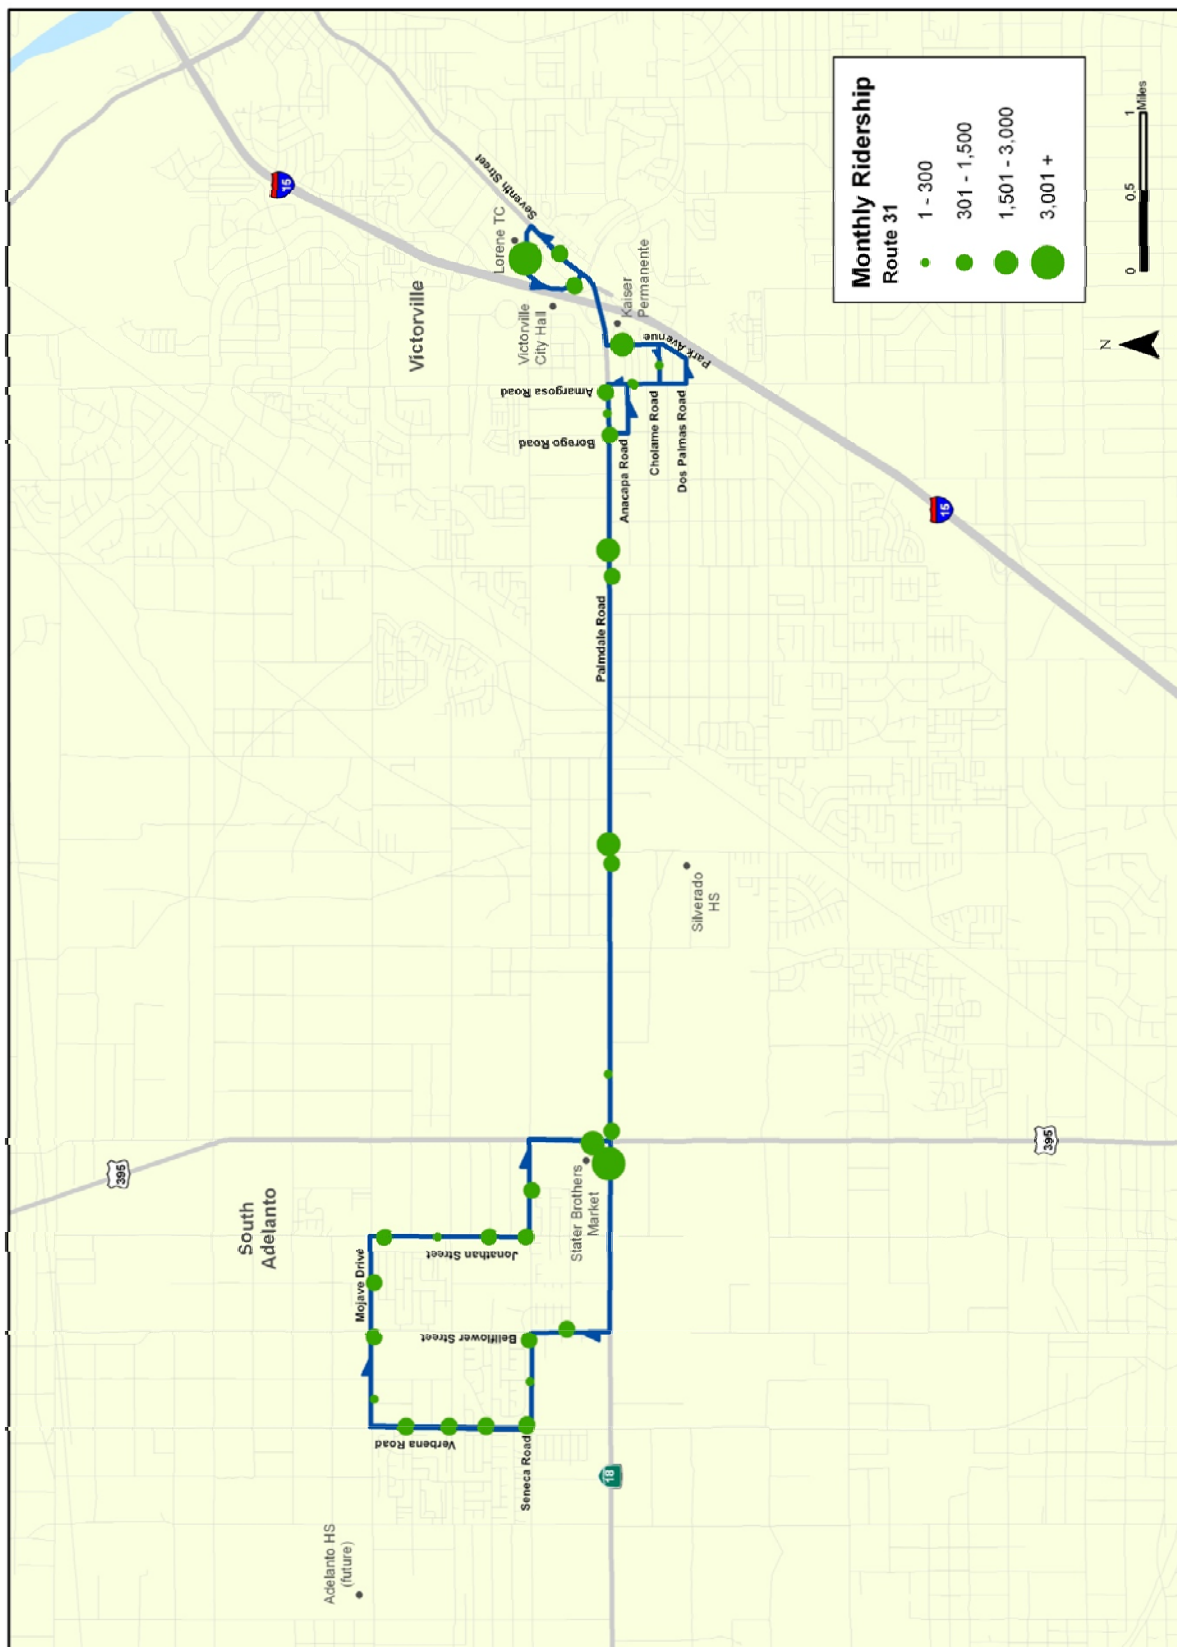 Monthly Ridership
Route 31
1 - 300
301 - 1,500
1,501 - 3,000
3,001 +
0
0.5
1
Miles
N
15
Seventh Street
Lorene TC
Victorville
Victorville
City Hall
Kaiser
Permanente
Park Avenue
Amargosa Road
Borego Road
Anacapa Road
Cholame Road
Dos Palmas Road
15
Palmdale Road
Silverado
HS
395
395
South
Adelanto
Stater Brothers
Market
Jonathan Street
Mojave Drive
Bellflower Street
Verbena Road
Seneca Road
18
Adelanto HS
(future)